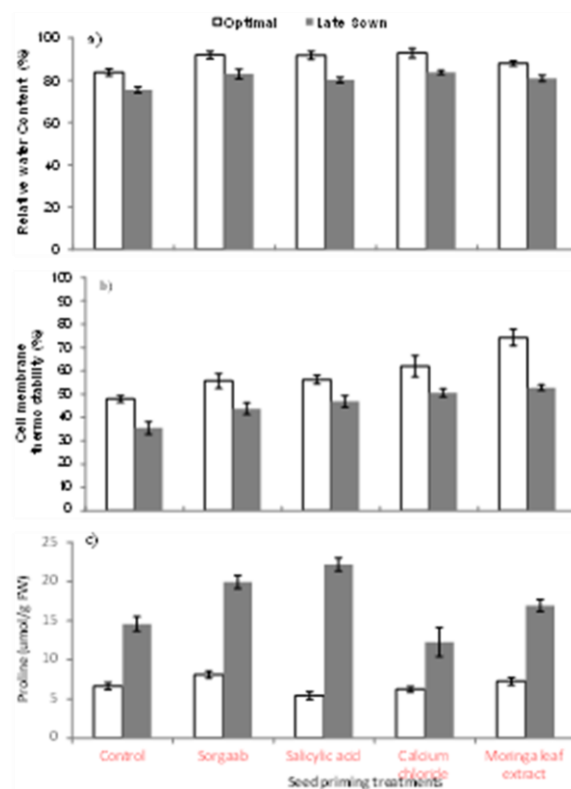 Optimal Late Sown
a)
Relative water Content (%)
100
80
60
40
20
0
b)
Cell membrane
thermo stability (%)
100
90
80
70
60
50
40
30
20
10
0
c)
Proline (umol/g FW)
25
20
15
10
5
0
Control Sorgaab Salicylic acid Calcium chloride Moringa leaf extract
Seed priming treatments